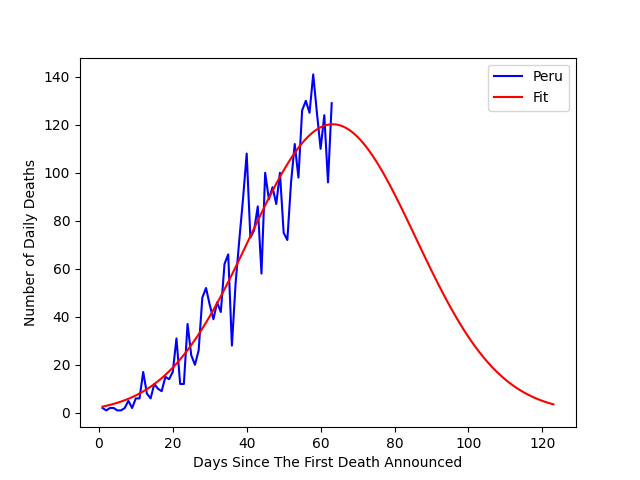 Peru
Fit
140
120
100
80
60
40
20
0
Number of Daily Deaths
0 20 40 60 80 100 120
Days Since The First Death Announced